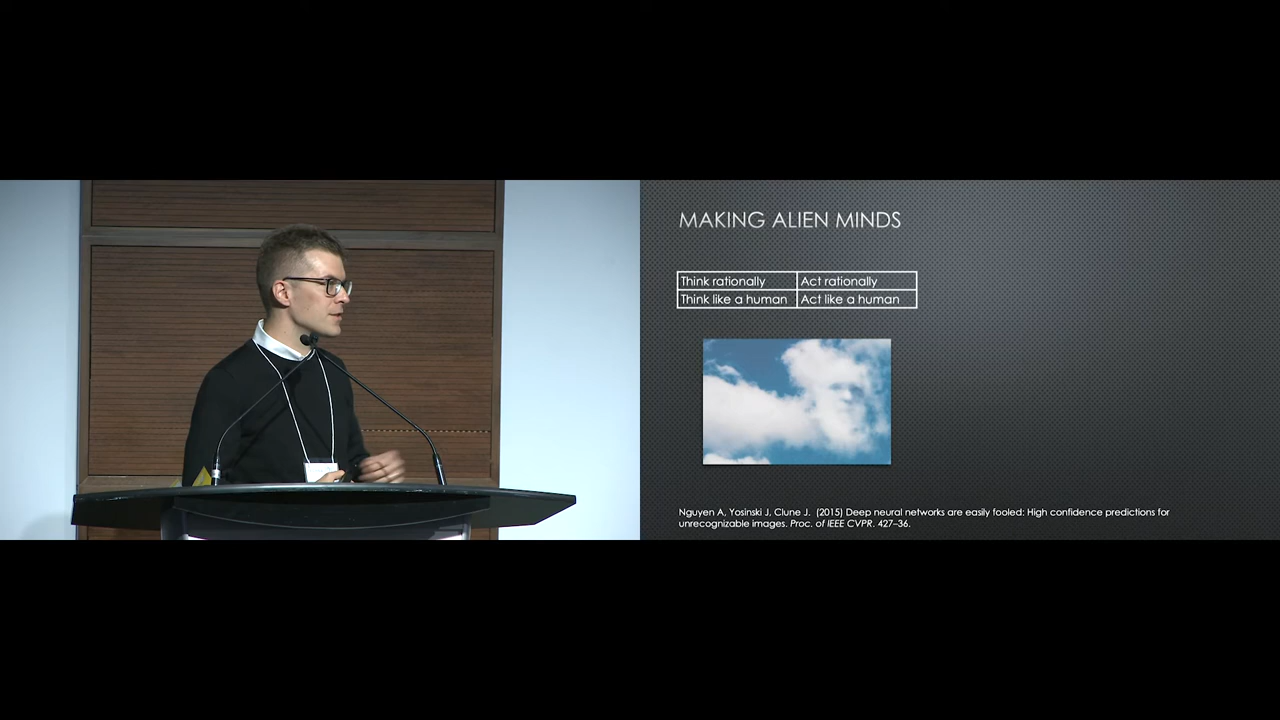 MAKING ALIEN MINDS
Think rationally Act rationally
Think like a human Act like a human
Nguyen A, Yosinski J, Clune J. (2015) Deep neural networks are easily fooled: High confidence predictions for
unrecognizable images. Proc. of IEEE CVPR. 427–36.